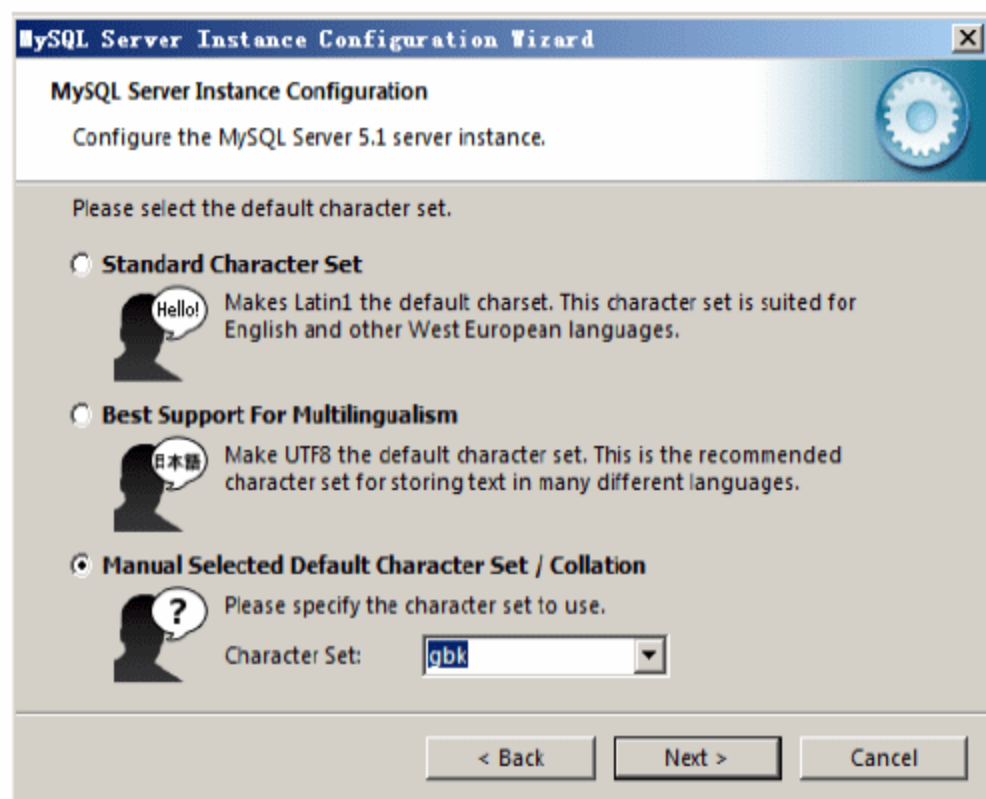 MySQL Server Instance Configuration Wizard
MySQL Server Instance Configuration
Configure the MySQL Server 5.1 server instance.
Please select the default character set.
Standard Character Set
Hello!
Makes Latin1 the default charset. This character set is suited for
English and other West European languages.
Best Support For Multilingualism
日本語
Make UTF8 the default character set. This is the recommended
character set for storing text in many different languages.
Manual Selected Default Character Set / Collation
?
Please specify the character set to use.
Character Set: gbk
< Back Next > Cancel